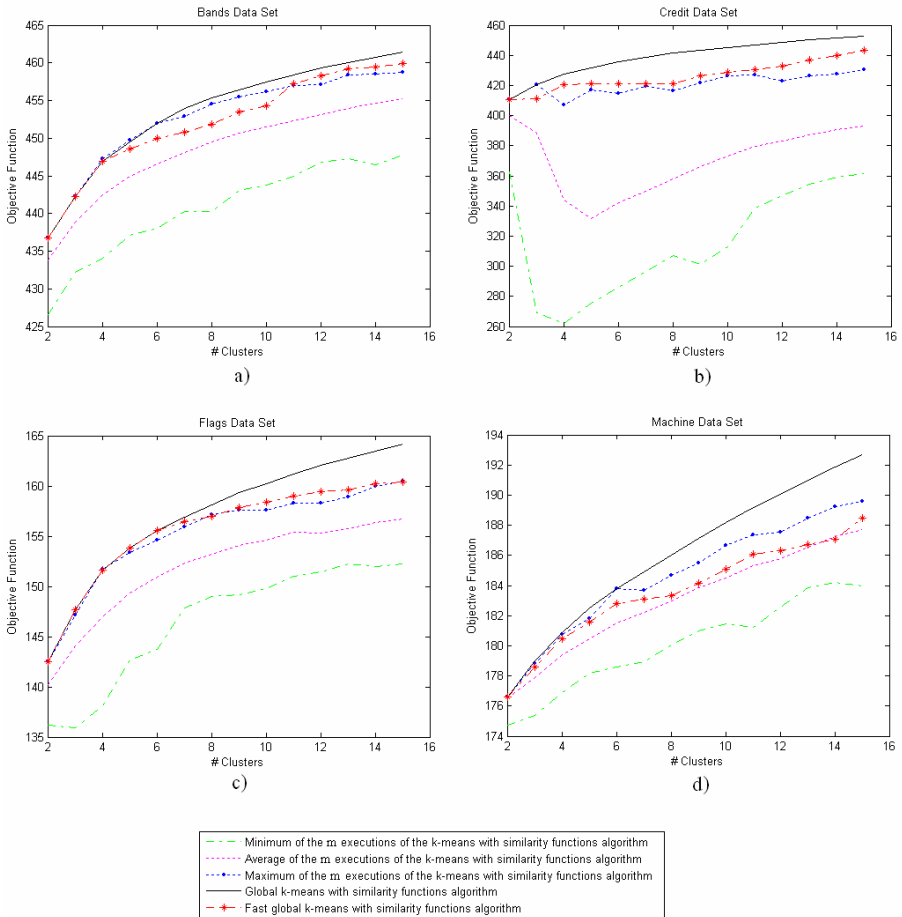 Bands Data Set
465
460
455
450
445
440
435
430
425
Objective Function
2 4 6 8 10 12 14 16
# Clusters
a)
Credit Data Set
460
440
420
400
380
360
340
320
300
280
260
Objective Function
2 4 6 8 10 12 14 16
# Clusters
b)
Flags Data Set
165
160
155
150
145
140
135
Objective Function
2 4 6 8 10 12 14 16
# Clusters
c)
Machine Data Set
194
192
190
188
186
184
182
180
178
176
174
Objective Function
2 4 6 8 10 12 14 16
# Clusters
d)
Minimum of the m executions of the k-means with similarity functions algorithm
Average of the m executions of the k-means with similarity functions algorithm
Maximum of the m executions of the k-means with similarity functions algorithm
Global k-means with similarity functions algorithm
Fast global k-means with similarity functions algorithm